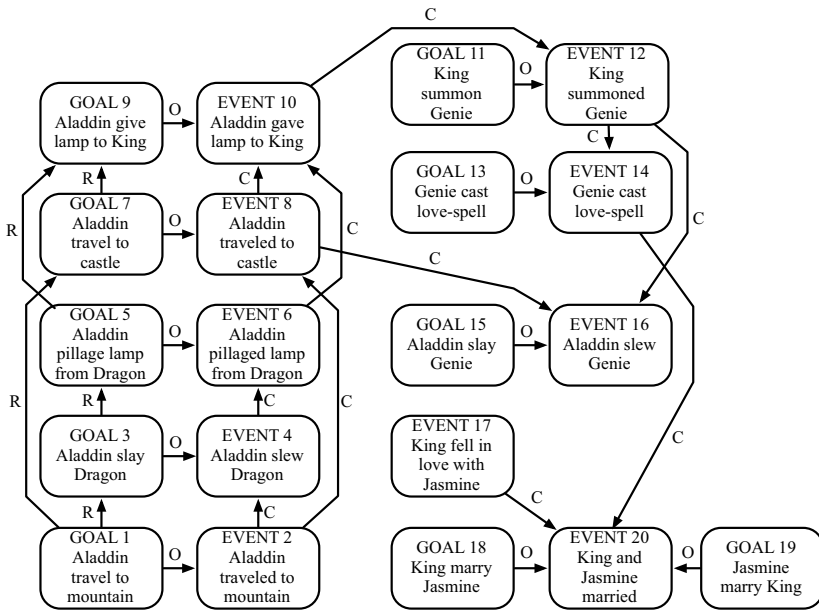 C
GOAL 11
King
summon
Genie
O
EVENT 12
King
summoned
Genie
GOAL 9
Aladdin give
lamp to King
O
EVENT 10
Aladdin gave
lamp to King
C
GOAL 13
Genie cast
love-spell
O
EVENT 14
Genie cast
love-spell
R
C
R
C
C
GOAL 7
Aladdin
travel to
castle
O
EVENT 8
Aladdin
traveled to
castle
C
GOAL 5
Aladdin
pillage lamp
from Dragon
O
EVENT 6
Aladdin
pillaged lamp
from Dragon
GOAL 15
Aladdin slay
Genie
O
EVENT 16
Aladdin slew
Genie
R
R
C
C
GOAL 3
Aladdin slay
Dragon
O
EVENT 4
Aladdin slew
Dragon
EVENT 17
King fell in
love with
Jasmine
C
C
R
C
GOAL 1
Aladdin
travel to
mountain
O
EVENT 2
Aladdin
traveled to
mountain
GOAL 18
King marry
Jasmine
O
EVENT 20
King and
Jasmine
married
O
GOAL 19
Jasmine
marry King